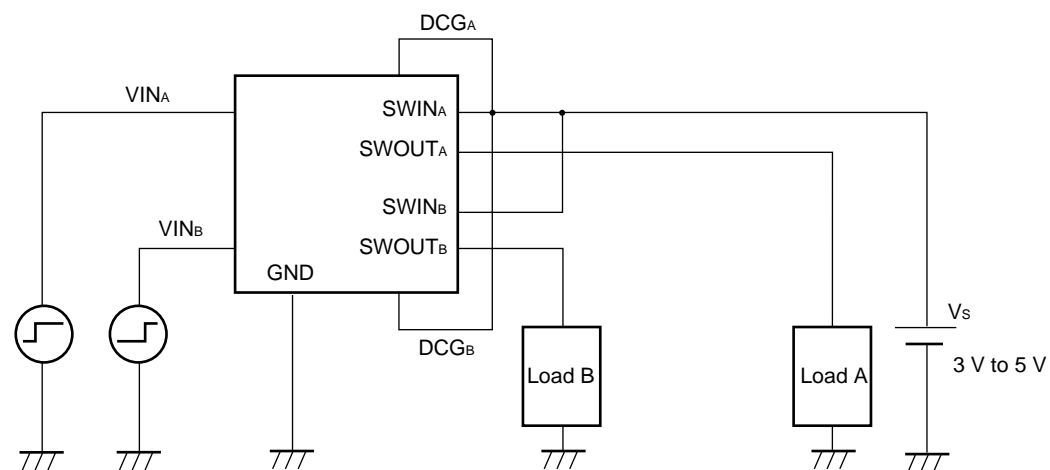 DCGA
VINA
SWINA
SWOUTA
SWINB
VINB
SWOUTB
GND
VS
DCGB
3 V to 5 V
Load B
Load A